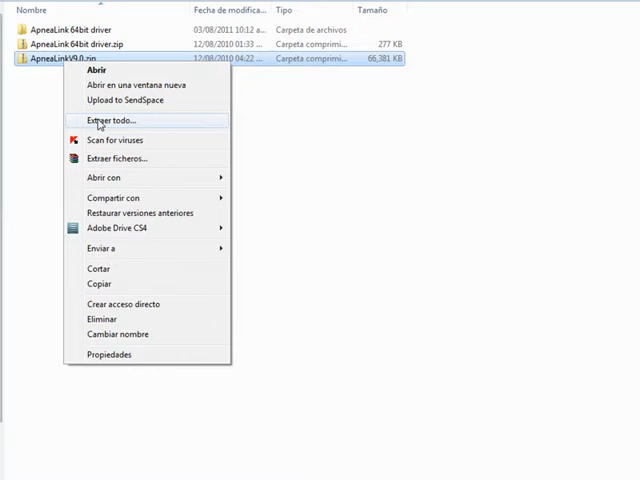 Nombre Fecha de modifica... Tipo Tamaño
ApneaLink 64bit driver 03/08/2011 10:12 a... Carpeta de archivos
ApneaLink 64bit driver.zip 12/08/2010 01:33 ... Carpeta comprimi... 277 KB
ApneaLinkV9.0.zip 12/08/2010 04:22 ... Carpeta comprimi... 66,381 KB
Abrir
Abrir en una ventana nueva
Upload to SendSpace
Extraer todo...
Scan for viruses
Extraer ficheros...
Abrir con
Compartir con
Restaurar versiones anteriores
Adobe Drive CS4
Enviar a
Cortar
Copiar
Crear acceso directo
Eliminar
Cambiar nombre
Propiedades